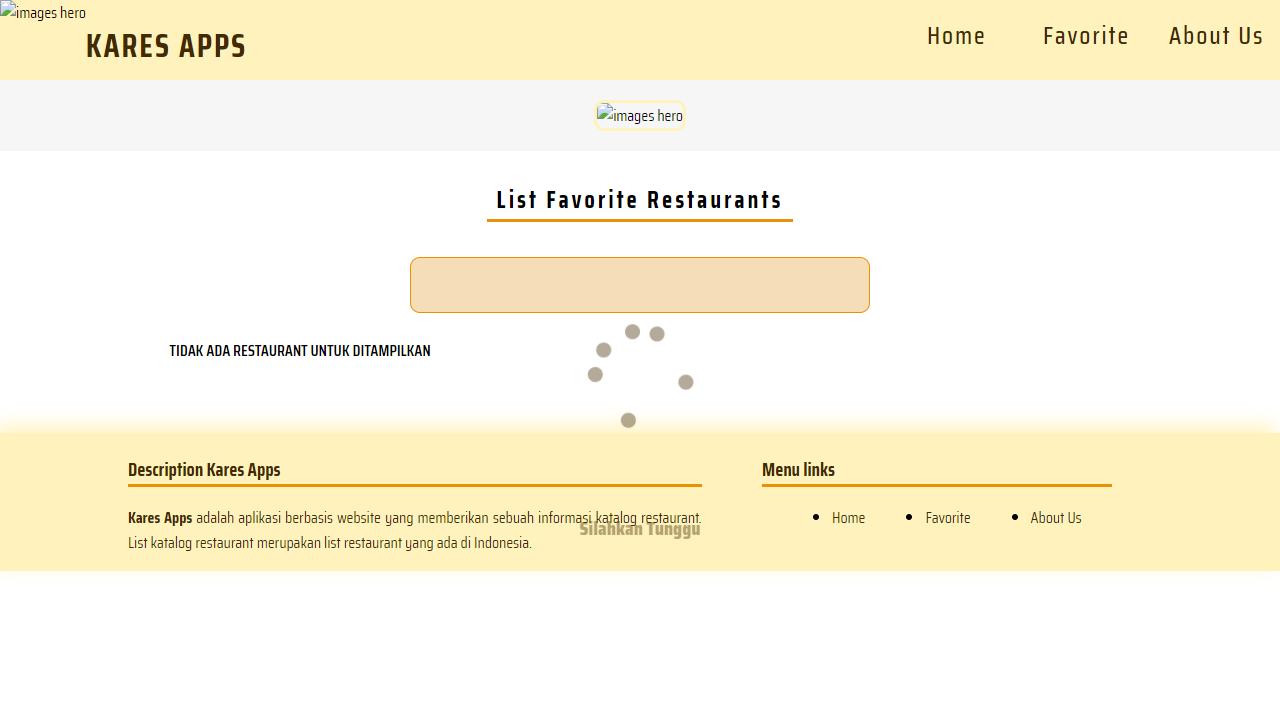 images hero
KARES APPS
Home
Favorite
About Us
images hero
List Favorite Restaurants
TIDAK ADA RESTAURANT UNTUK DITAMPILKAN
Description Kares Apps
Kares Apps adalah aplikasi berbasis website yang memberikan sebuah informasi katalog restaurant.
List katalog restaurant merupakan list restaurant yang ada di Indonesia.
Silahkan Tunggu
Menu links
Home
Favorite
About Us